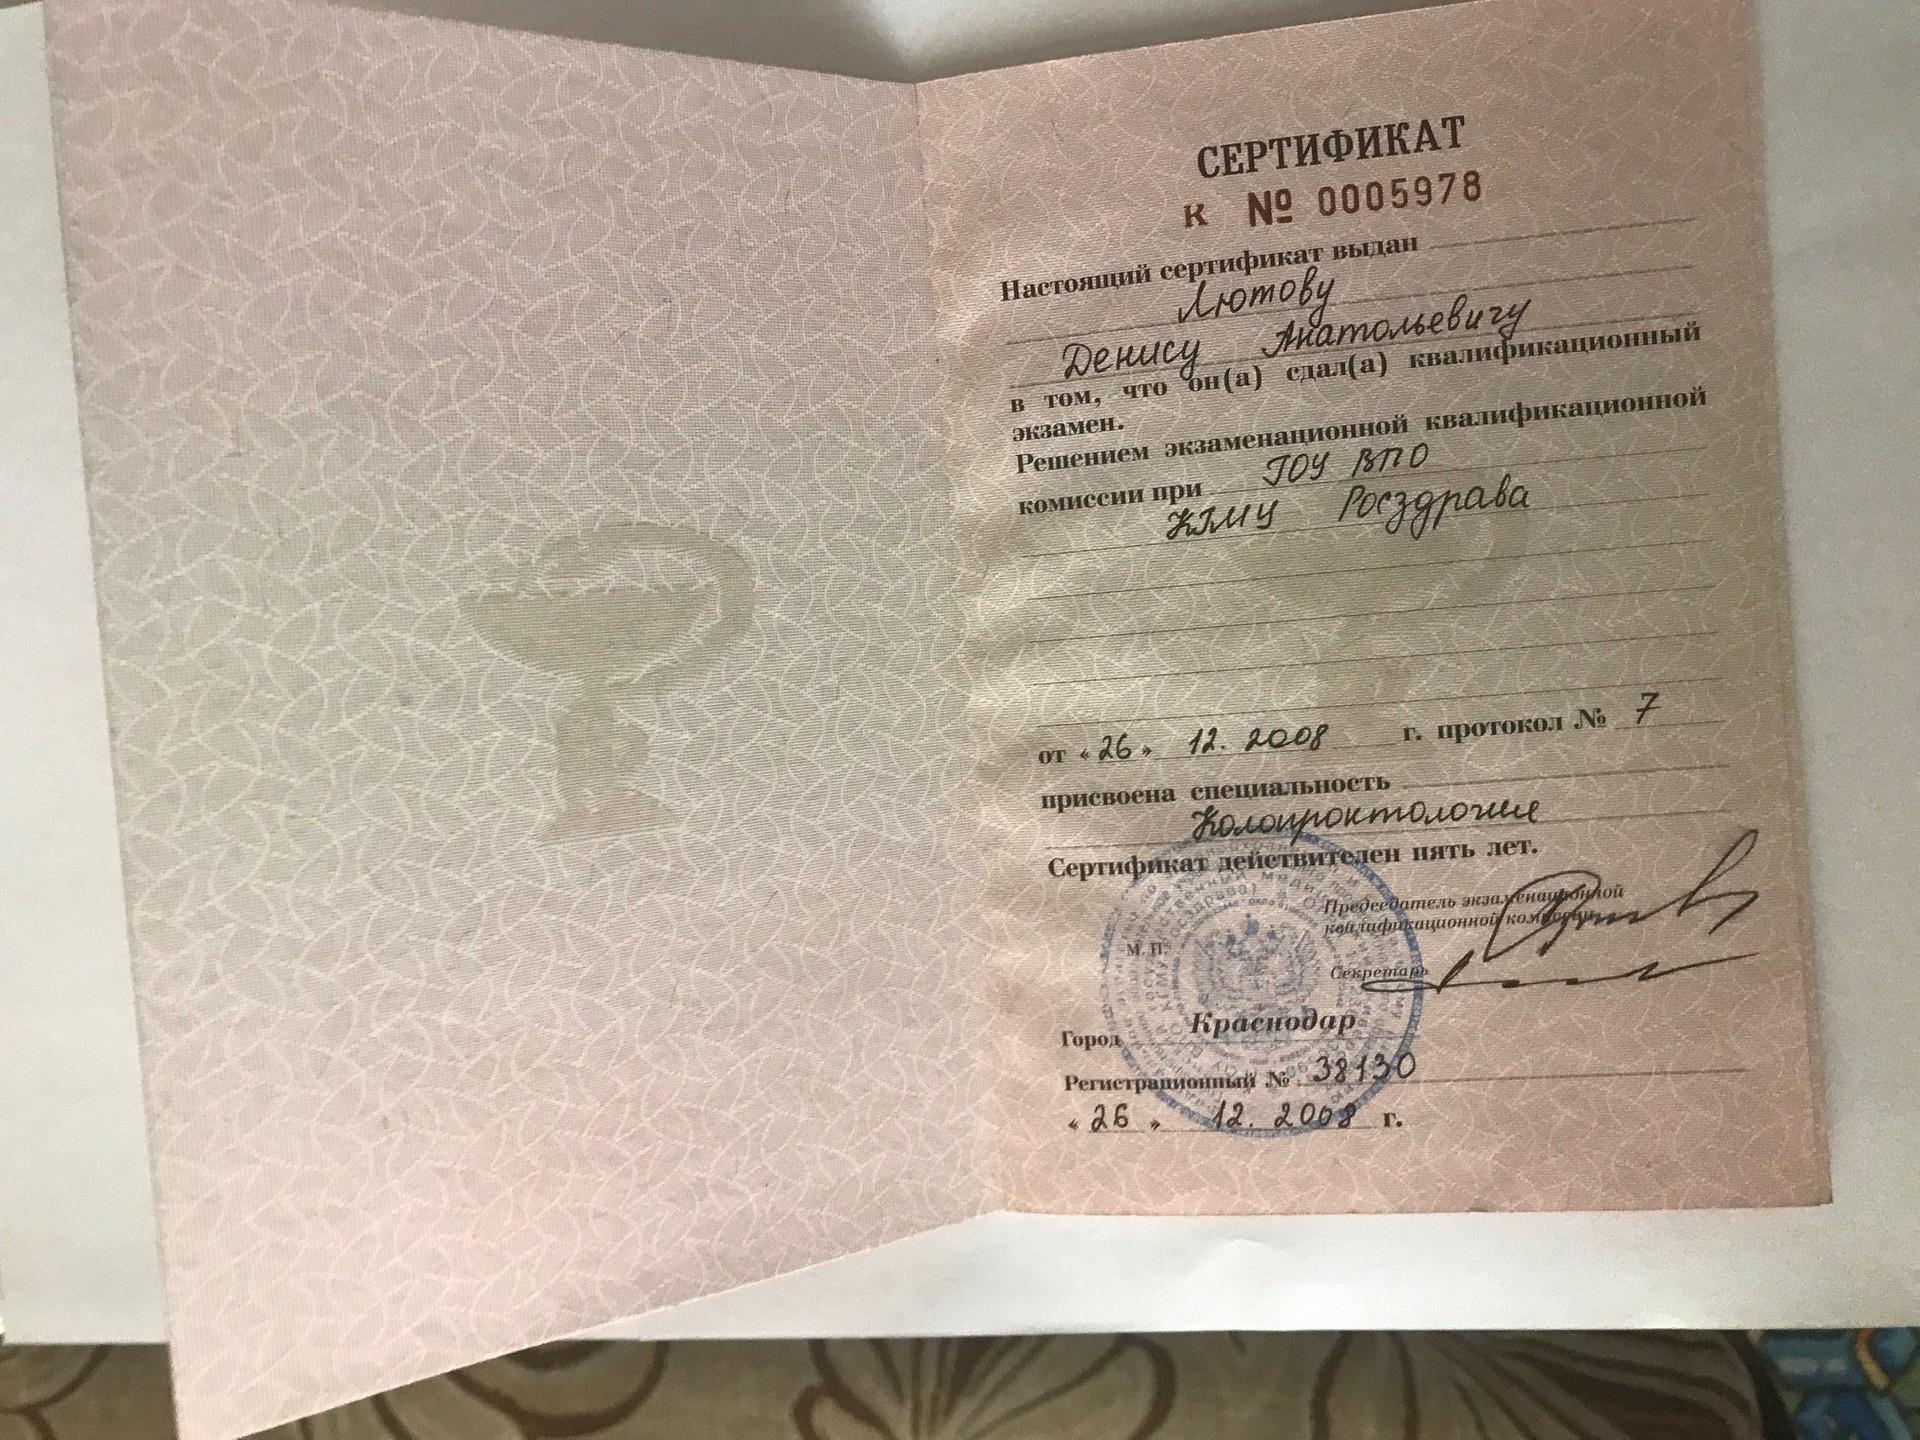 СЕРТИФИКАТ
К № 0005978
Настоящий сертификат выдан
Лютову
Денису Анатольевичу
в том, что он(а) сдал(а) квалификационный
экзамен.
Решением экзаменационной квалификационной
комиссии при ГОУ ВПО
КГМУ Росздрава
от «26» 12. 2008 г. протокол № 7
присвоена специальность
Колопроктология
Сертификат действителен пять лет.
Председатель экзаменационной
квалификационной комиссии
М. П.
Секретарь
Город Краснодар
Регистрационный № 38130
«26» 12. 2008 г.